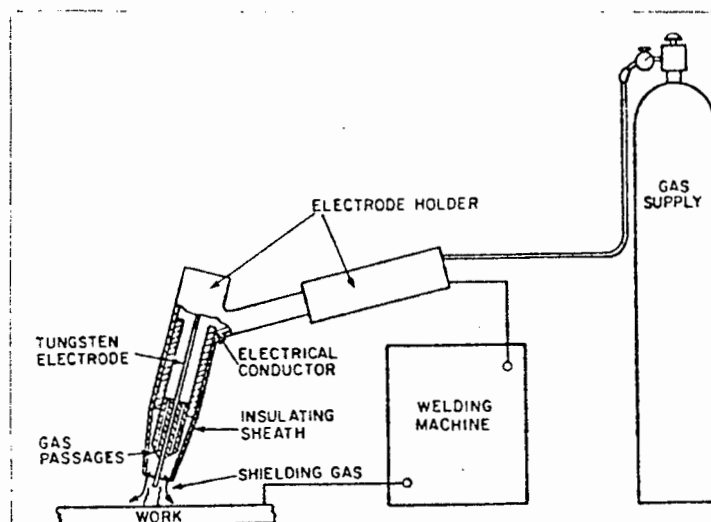 GAS
SUPPLY
ELECTRODE HOLDER
TUNGSTEN
ELECTRODE
ELECTRICAL
CONDUCTOR
WELDING
MACHINE
INSULATING
SHEATH
GAS
PASSAGES
SHIELDING GAS
WORK